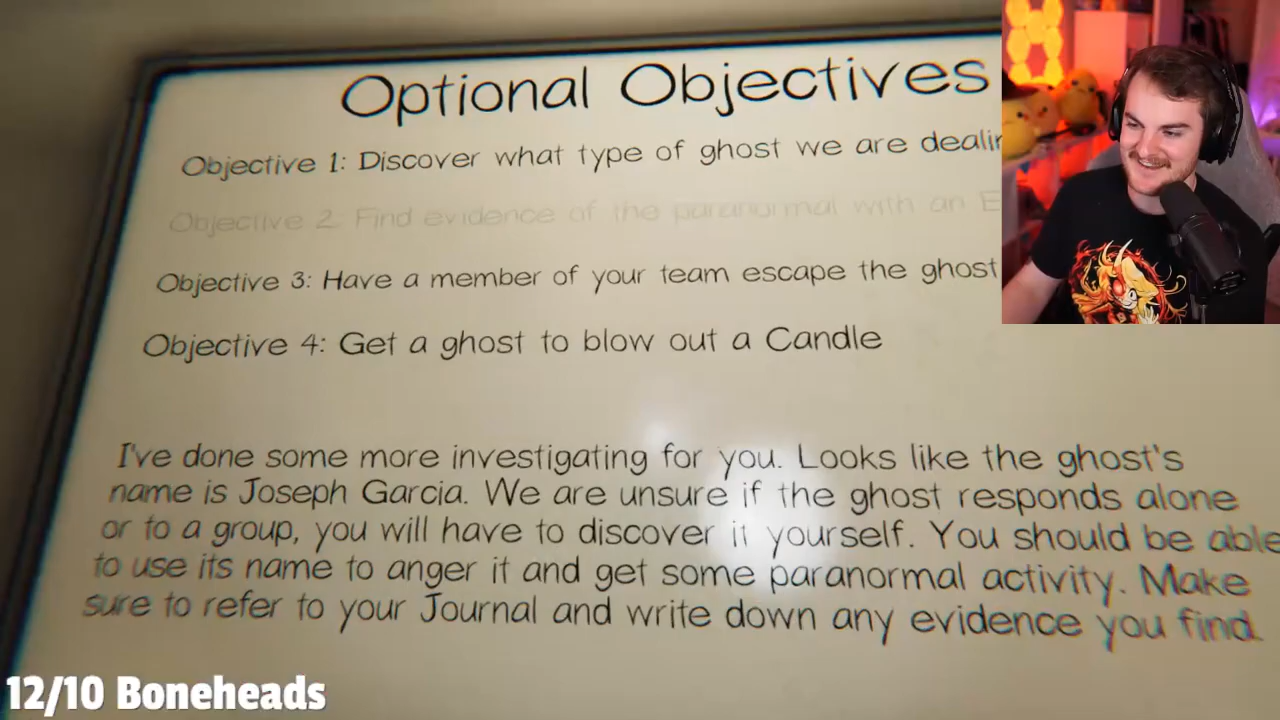 Optional Objectives
Objective 1: Discover what type of ghost we are
Objective 2: Find evidence of the paranormal with an
Objective 3: Have a member of your team escape the ghost
Objective 4: Get a ghost to blow out a Candle
I've done some more investigating for you. Looks like the ghost's
name is Joseph Garcia. We are unsure if the ghost responds alone
or to a group, you will have to discover it yourself. You should be able
to use its name to anger it and get some paranormal activity. Make
sure to refer to your Journal and write down any evidence you find.
12/10 Boneheads